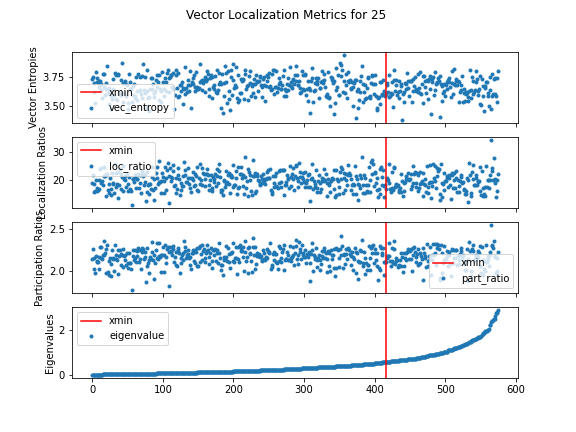 Vector Localization Metrics for 25
Vector Entropies
3.75
3.50
xmin
vec_entropy
Localization Ratios
30
20
xmin
loc_ratio
Participation Ratios
2.5
2.0
xmin
part_ratio
Eigenvalues
2
0
xmin
eigenvalue
0 100 200 300 400 500 600